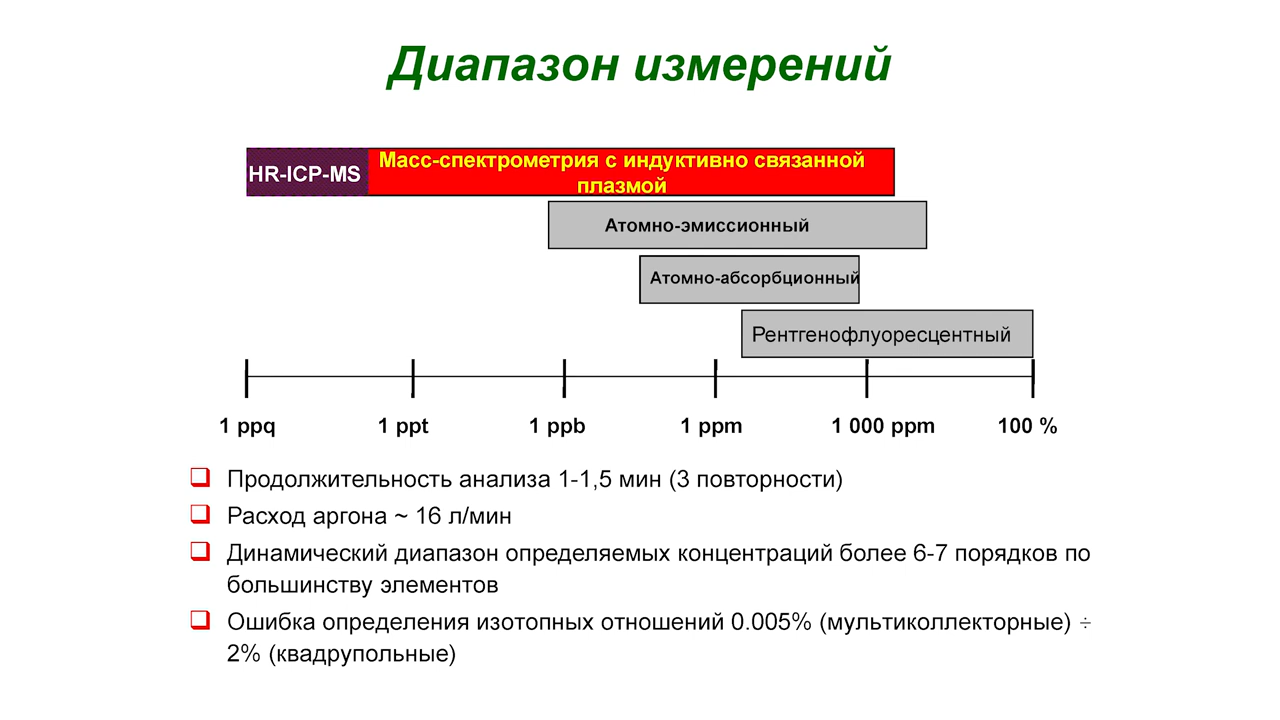 Диапазон измерений
HR-ICP-MS
Масс-спектрометрия с индуктивно связанной
плазмой
Атомно-эмиссионный
Атомно-абсорбционный
Рентгенофлуоресцентный
1 ppq 1 ppt 1 ppb 1 ppm 1 000 ppm 100 %
Продолжительность анализа 1-1,5 мин (3 повторности)
Расход аргона ~ 16 л/мин
Динамический диапазон определяемых концентраций более 6-7 порядков по
большинству элементов
Ошибка определения изотопных отношений 0.005% (мультиколлекторные) ÷
2% (квадрупольные)